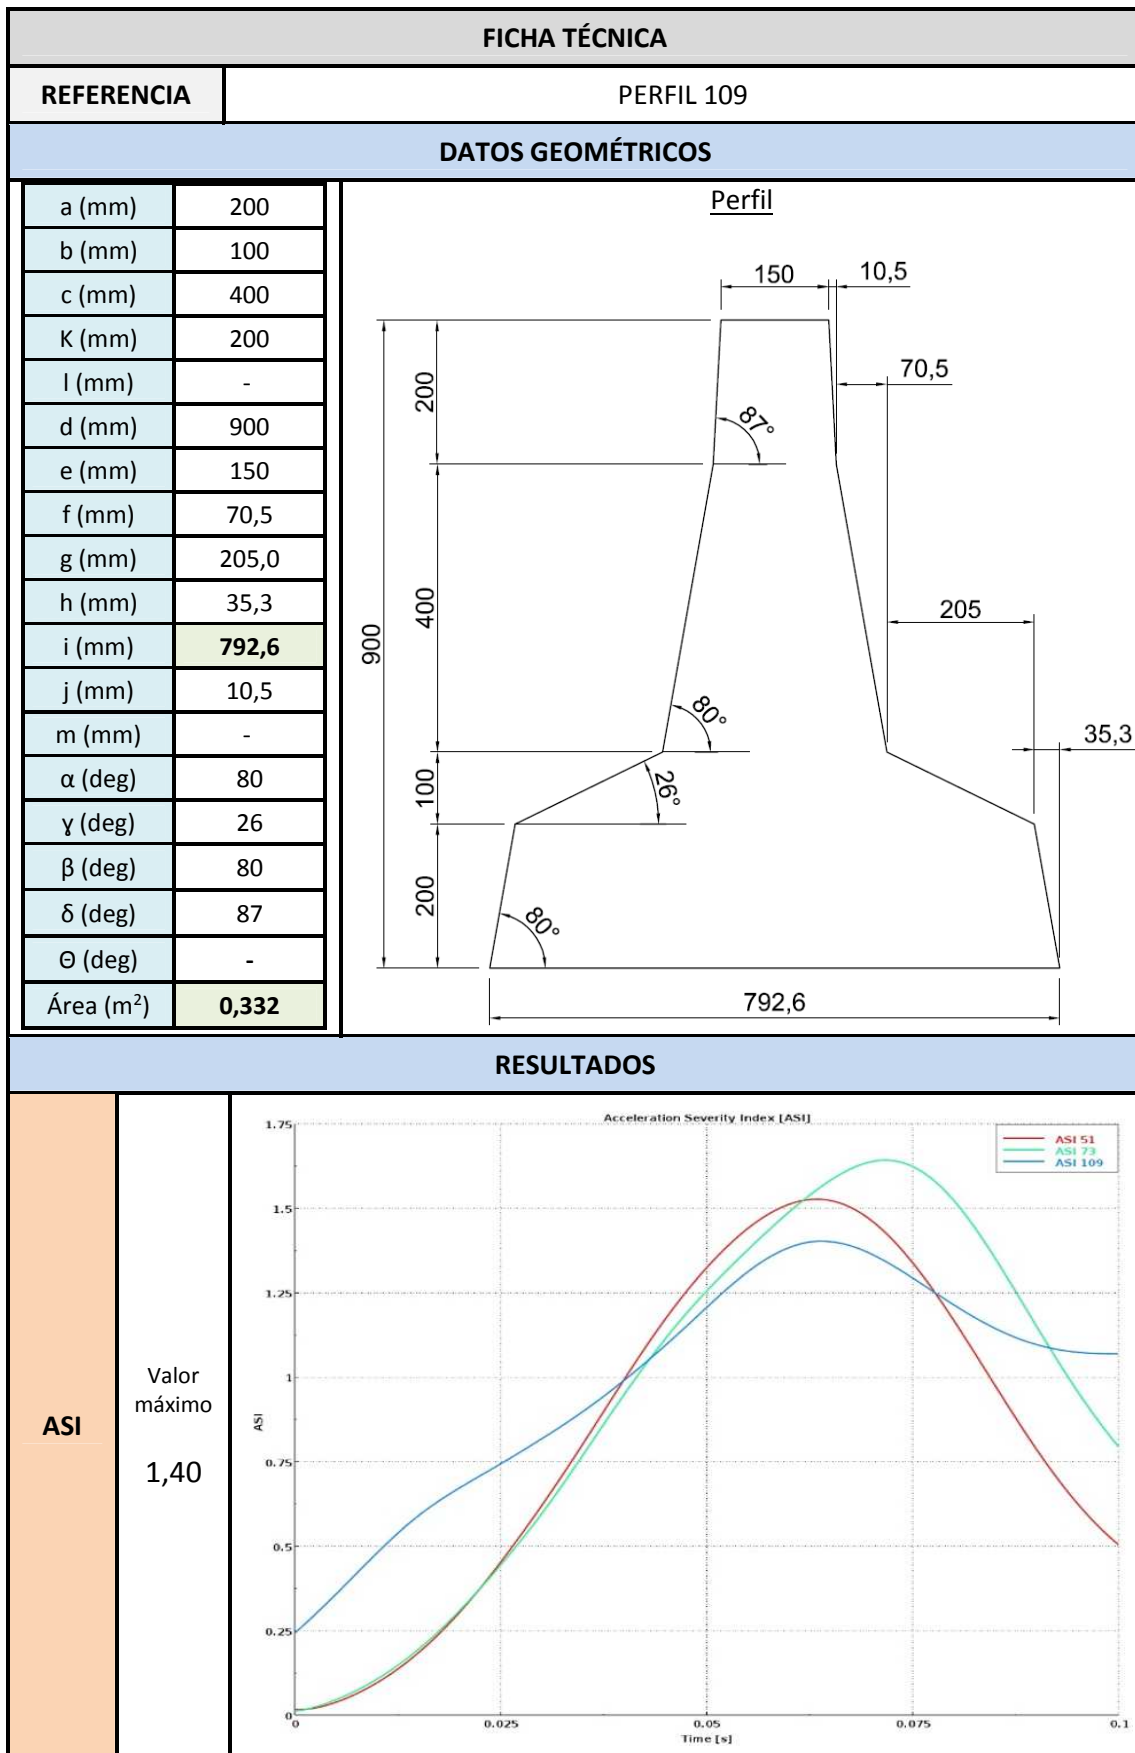 FICHA TÉCNICA
REFERENCIA PERFIL 109
DATOS GEOMÉTRICOS
a (mm) 200
b (mm) 100
c (mm) 400
K (mm) 200
l (mm) -
d (mm) 900
e (mm) 150
f (mm) 70,5
g (mm) 205,0
h (mm) 35,3
i (mm) 792,6
j (mm) 10,5
m (mm) -
α (deg) 80
γ (deg) 26
β (deg) 80
δ (deg) 87
Θ (deg) -
Área (m²) 0,332
Perfil
150 10,5
70,5
200
87°
400
900
205
80°
35,3
100
26°
200
80°
792,6
RESULTADOS
ASI
Valor
máximo
1,40
Acceleration Severity Index [ASI]
ASI 51
ASI 73
ASI 109
1.75
1.5
1.25
1
0.75
0.5
0.25
0
ASI
0 0.025 0.05 0.075 0.1
Time [s]